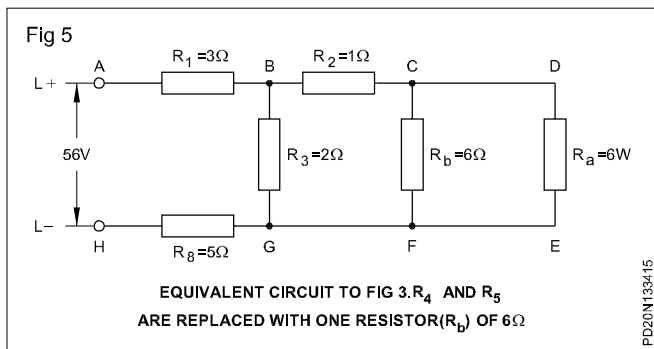 Fig 5
A
R1=3Ω
B
R2=1Ω
C
D
L+
56V
R3=2Ω
Rb=6Ω
Ra=6W
L−
H
R8=5Ω
G
F
E
EQUIVALENT CIRCUIT TO FIG 3.R4 AND R5
ARE REPLACED WITH ONE RESISTOR(Rb) OF 6Ω
PD20N133415